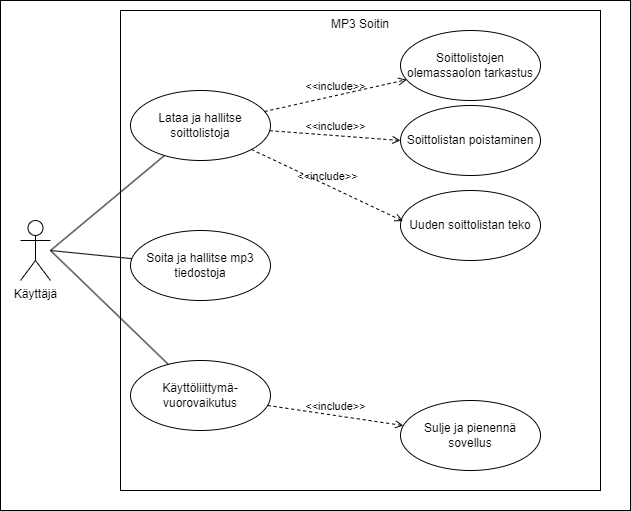 MP3 Soitin
Soittolistojen
olemassaolon tarkastus
<<include>>
Lataa ja hallitse
soittolistoja
<<include>>
Soittolistan poistaminen
<<include>>
Uuden soittolistan teko
Soita ja hallitse mp3
tiedostoja
Käyttäjä
Käyttöliittymä-
vuorovaikutus
<<include>>
Sulje ja pienennä
sovellus